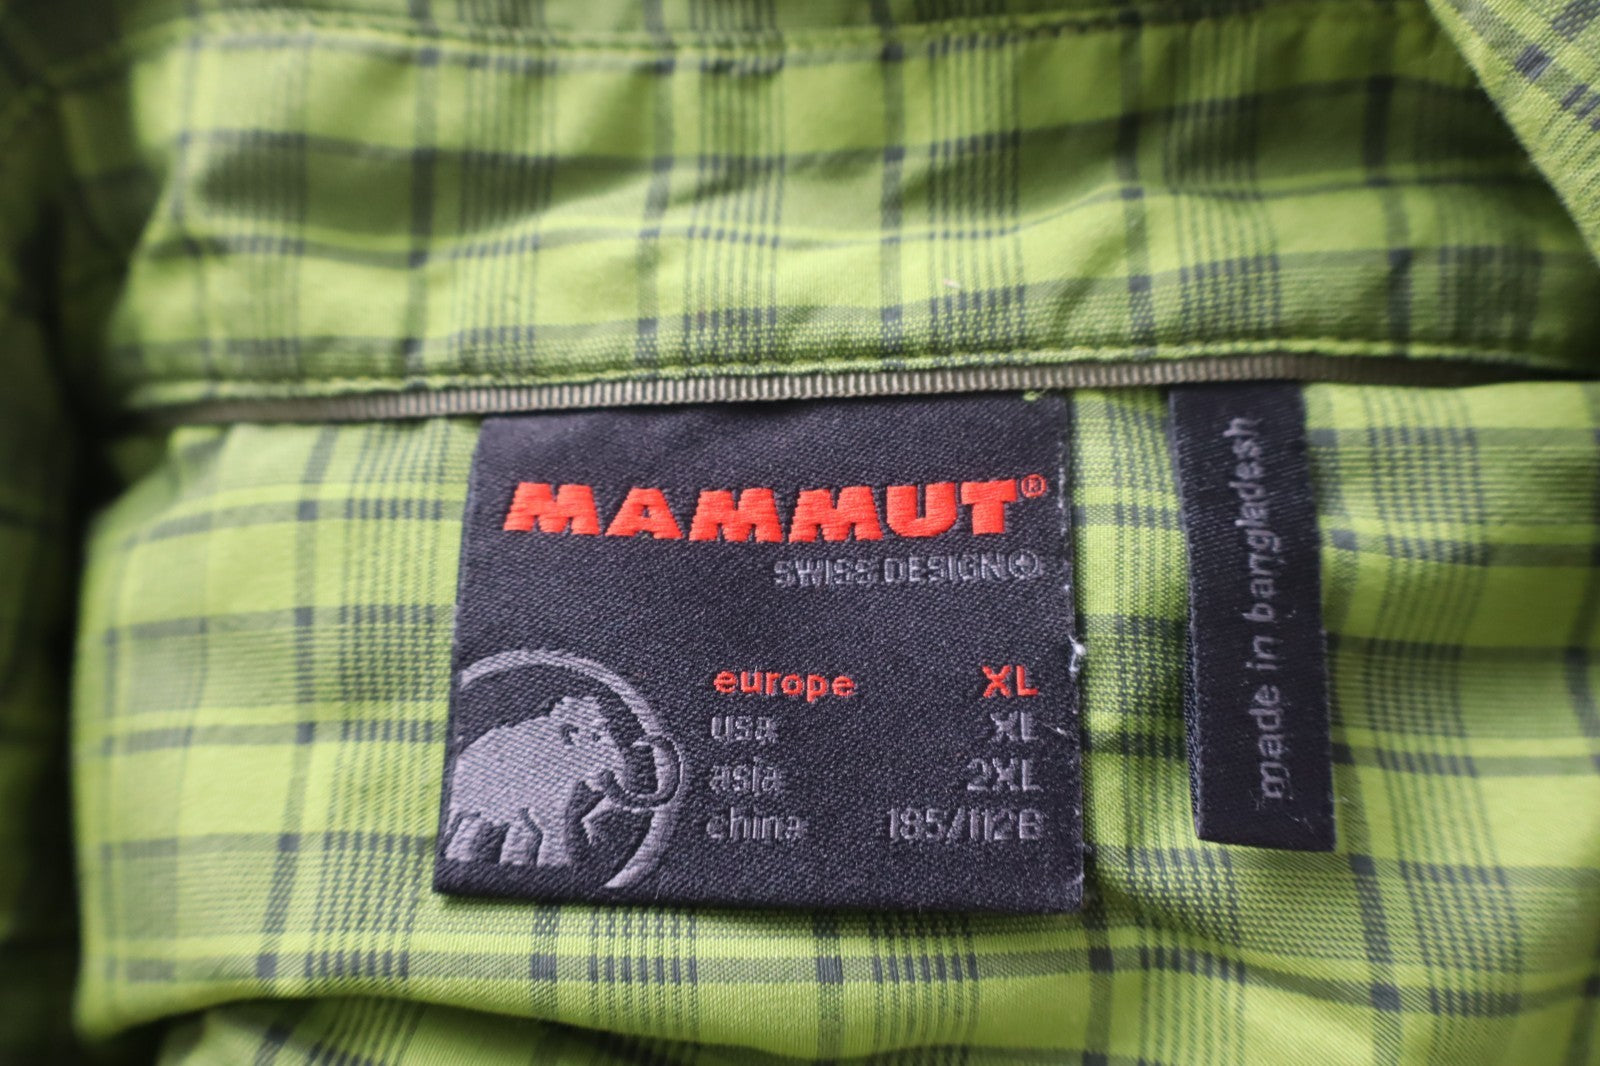 MAMMUT®
SWISS DESIGN
europe XL
usa XL
asia 2XL
china 185/112B
made in bangladesh